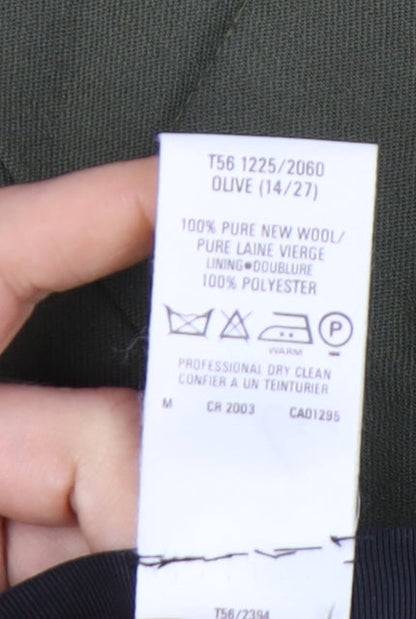 T56 1225/2060
OLIVE (14/27)
100% PURE NEW WOOL/
PURE LAINE VIERGE
LINING●DOUBLURE
100% POLYESTER
P
WARM
PROFESSIONAL DRY CLEAN
CONFIER A UN TEINTURIER
M CR 2003 CA01295
T56/2394